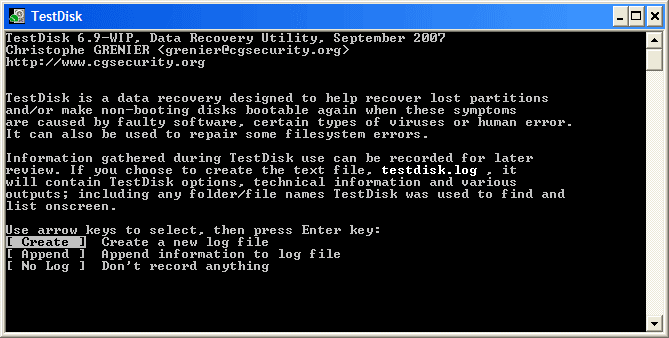 TestDisk
TestDisk 6.9-WIP, Data Recovery Utility, September 2007
Christophe GRENIER <grenier@cgsecurity.org>
http://www.cgsecurity.org
TestDisk is a data recovery designed to help recover lost partitions
and/or make non-booting disks bootable again when these symptoms
are caused by faulty software, certain types of viruses or human error.
It can also be used to repair some filesystem errors.
Information gathered during TestDisk use can be recorded for later
review. If you choose to create the text file, testdisk.log , it
will contain TestDisk options, technical information and various
outputs; including any folder/file names TestDisk was used to find and
list onscreen.
Use arrow keys to select, then press Enter key:
[ Create ]  Create a new log file
[ Append ]  Append information to log file
[ No Log ]  Don't record anything